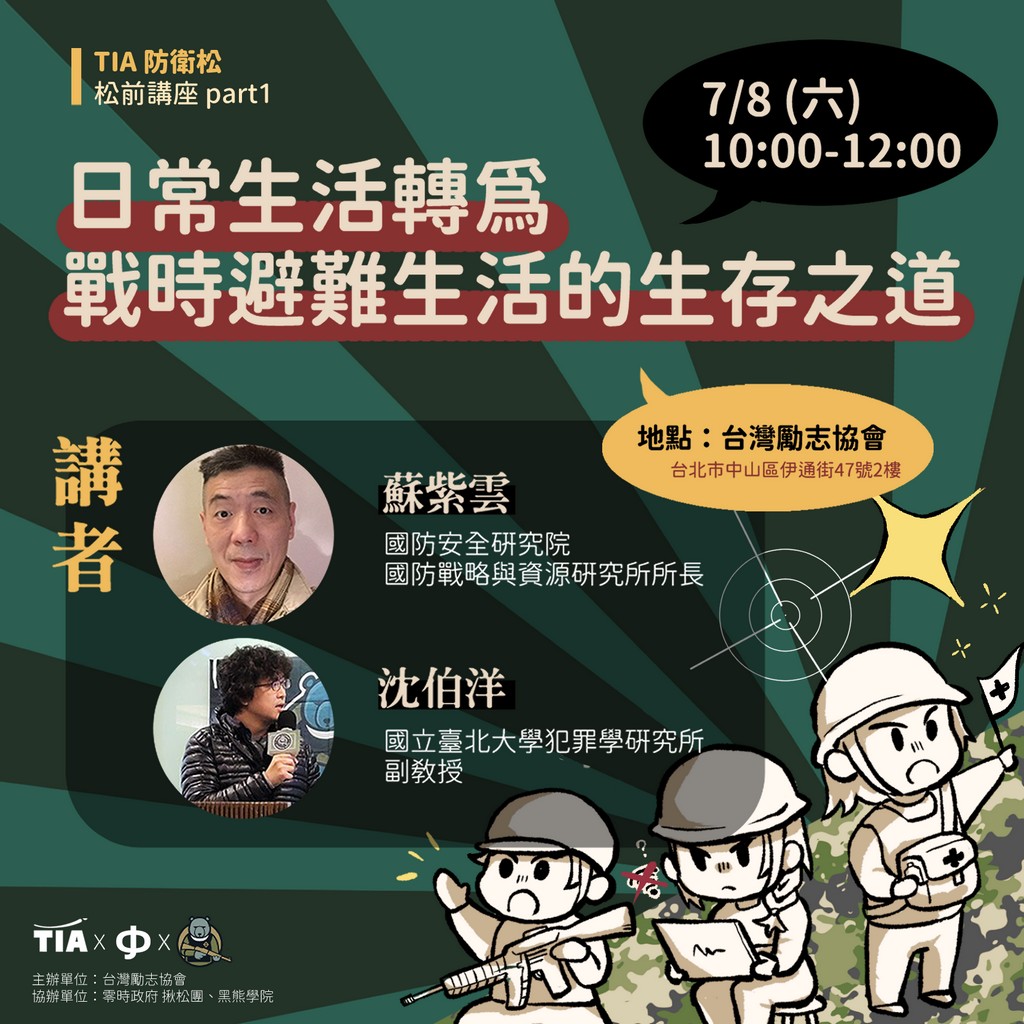 TIA 防衛松
松前講座 part1
7/8 (六)
10:00-12:00
日常生活轉為
戰時避難生活的生存之道
地點：台灣勵志協會
台北市中山區伊通街47號2樓
講者
蘇紫雲
國防安全研究院
國防戰略與資源研究所所長
沈伯洋
國立臺北大學犯罪學研究所
副教授
TIA X 中 X
主辦單位：台灣勵志協會
協辦單位：零時政府 揪松團、黑熊學院